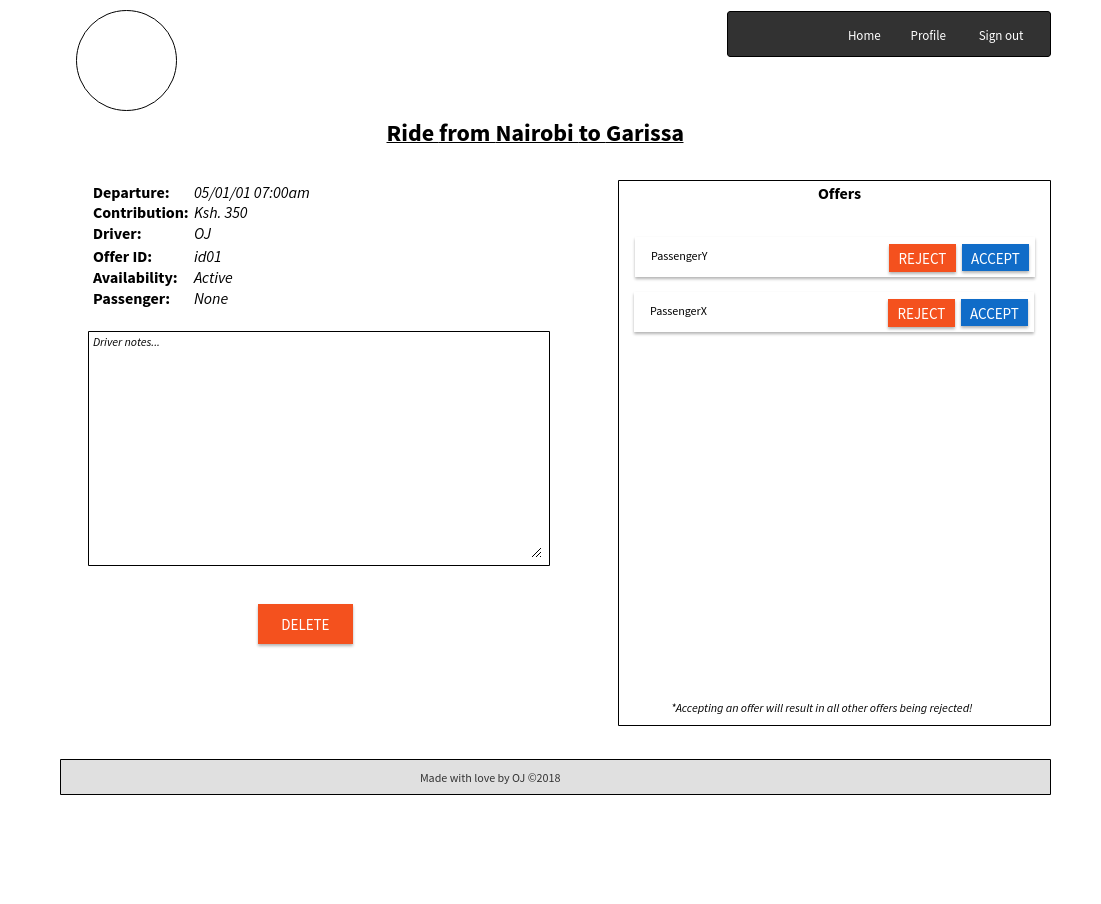 Home Profile Sign out
Ride from Nairobi to Garissa
Departure: 05/01/01 07:00am
Contribution: Ksh. 350
Driver: OJ
Offer ID: id01
Availability: Active
Passenger: None
Driver notes...
DELETE
Offers
PassengerY REJECT ACCEPT
PassengerX REJECT ACCEPT
*Accepting an offer will result in all other offers being rejected!
Made with love by OJ ©2018